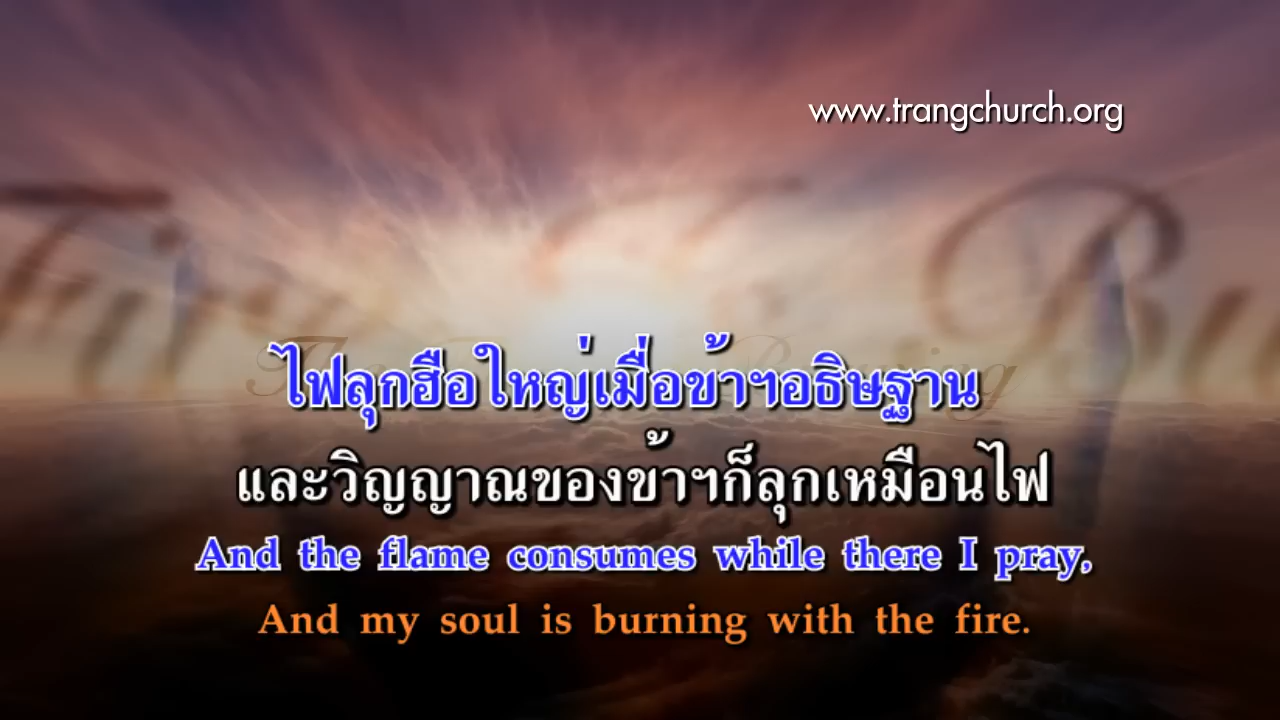 www.trangchurch.org
ไฟลุกฮือใหญ่เมื่อข้าฯอธิษฐาน
และวิญญาณของข้าฯก็ลุกเหมือนไฟ
And the flame consumes while there I pray,
And my soul is burning with the fire.